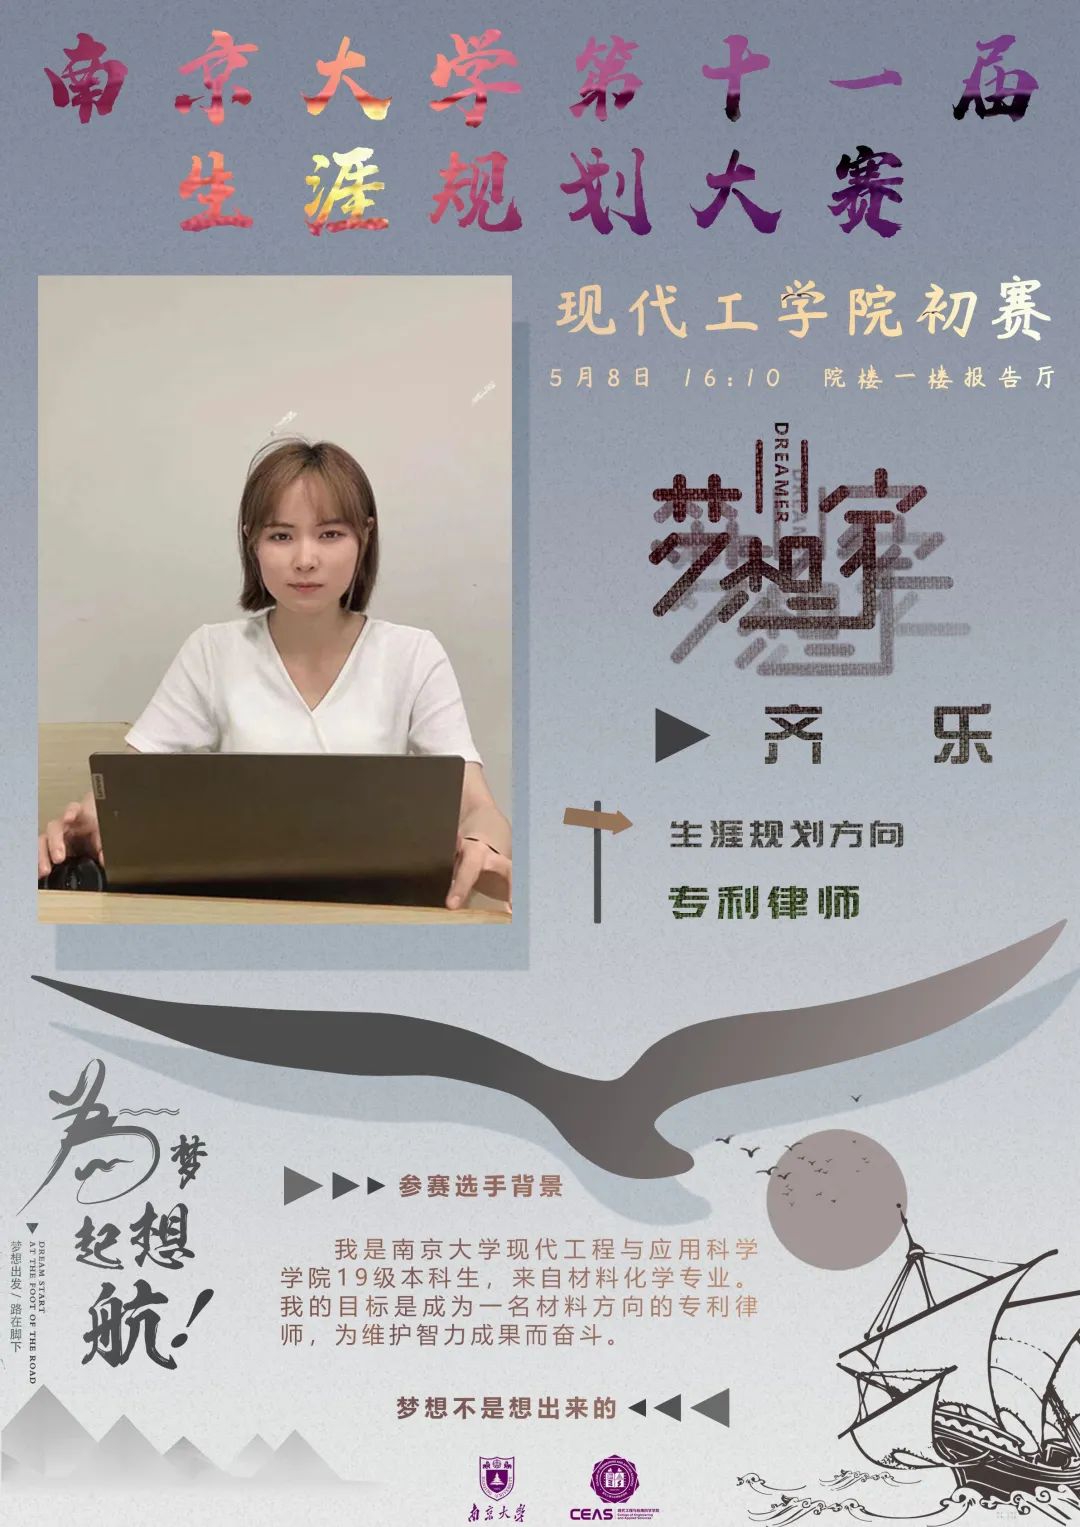 南京大学第十一届
生涯规划大赛
现代工学院初赛
5月8日 16:10 院楼一楼报告厅
DREAMER
梦想家
齐 乐
生涯规划方向
专利律师
为梦
想
起
航!
DREAM START
AT THE FOOT OF THE ROAD
梦想出发/路在脚下
参赛选手背景
我是南京大学现代工程与应用科学
学院19级本科生，来自材料化学专业。
我的目标是成为一名材料方向的专利律
师，为维护智力成果而奋斗。
梦想不是想出来的
南京大学
CEAS